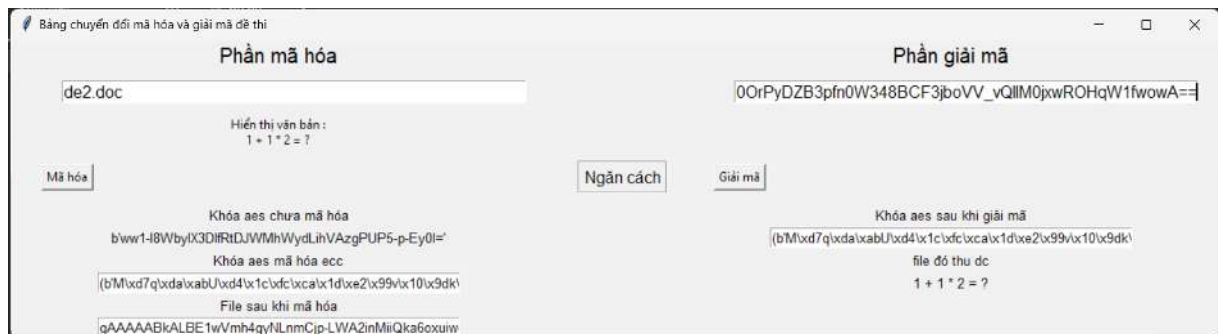 Bảng chuyển đổi mã hóa và giải mã đề thi
Phần mã hóa
de2.doc
Hiển thị văn bản :
1 + 1 * 2 = ?
Mã hóa
Khóa aes chưa mã hóa
b'ww1-I8WbyIX3DlfRtDJWMhWydLihVAzgPUP5-p-Ey0I='
Khóa aes mã hóa ecc
(b'M\xd7q\xda\xabU\xd4\x1c\xfc\xca\x1d\xe2\x99v\x10\x9dk\
File sau khi mã hóa
gAAAAABkALBE1wVmh4gyNLnmCjp-LWA2inMiiQka6oxuiw
Ngăn cách
Phần giải mã
0OrPyDZB3pfn0W348BCF3jboVV_vQIlM0jxwROHqW1fwowA==
Giải mã
Khóa aes sau khi giải mã
(b'M\xd7q\xda\xabU\xd4\x1c\xfc\xca\x1d\xe2\x99v\x10\x9dk\
file đó thu dc
1 + 1 * 2 = ?